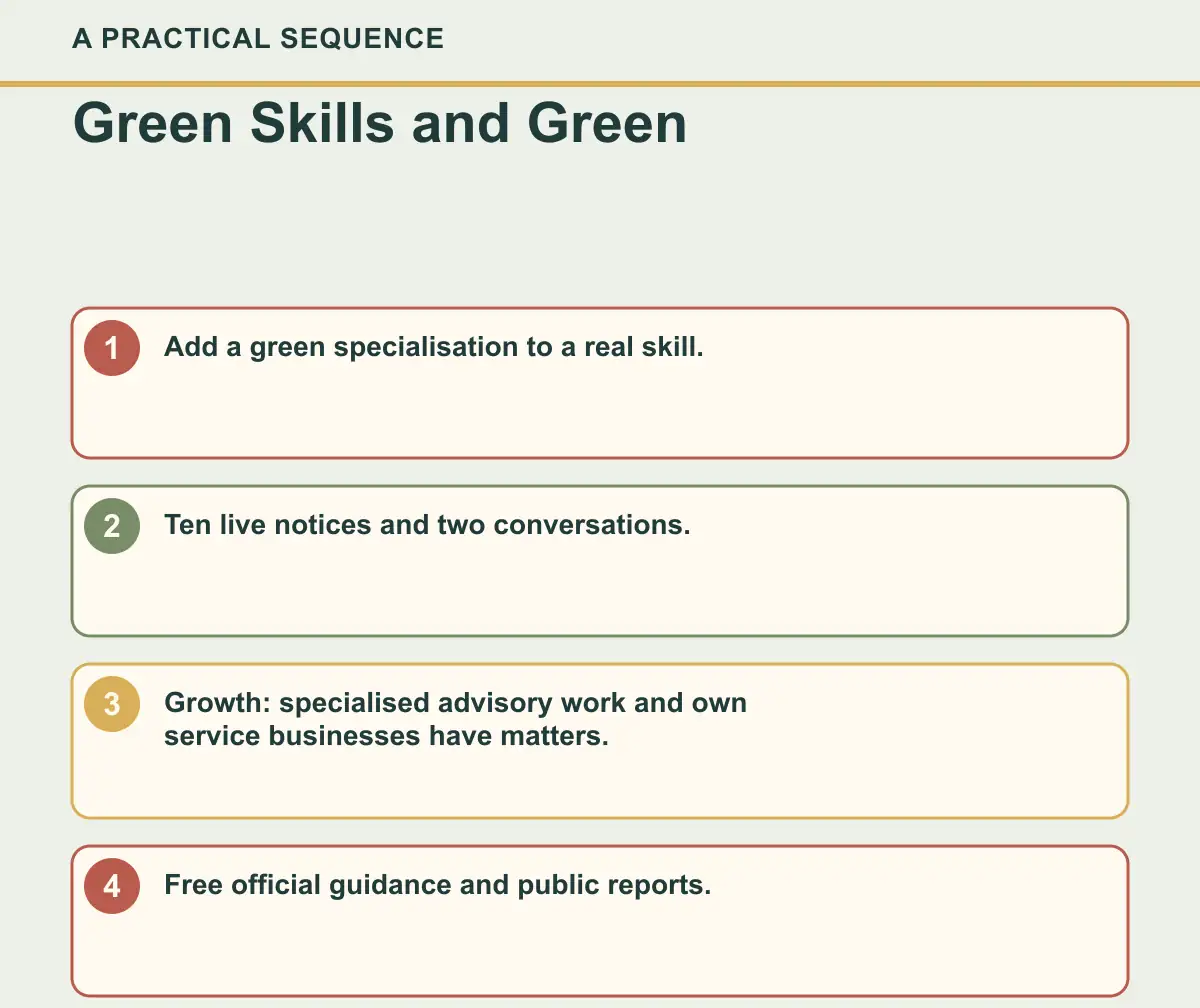 A PRACTICAL SEQUENCE
Green Skills and Green
1
Add a green specialisation to a real skill.
2
Ten live notices and two conversations.
3
Growth: specialised advisory work and own
service businesses have matters.
4
Free official guidance and public reports.